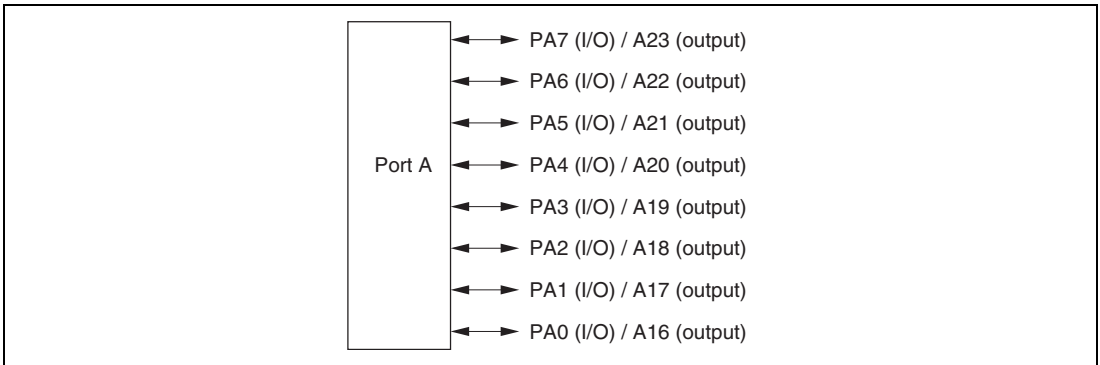 PA7 (I/O) / A23 (output)
PA6 (I/O) / A22 (output)
PA5 (I/O) / A21 (output)
Port A
PA4 (I/O) / A20 (output)
PA3 (I/O) / A19 (output)
PA2 (I/O) / A18 (output)
PA1 (I/O) / A17 (output)
PA0 (I/O) / A16 (output)